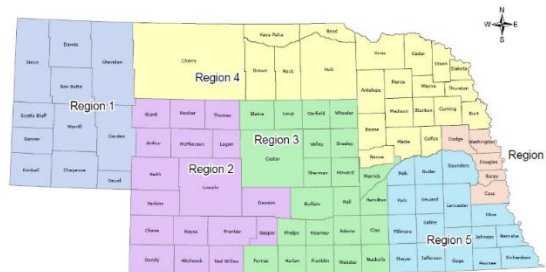 N
W E
S
Dawes
Sioux
Sheridan
Box Butte
Scotts Bluff
Morrill
Garden
Banner
Kimball
Cheyenne
Deuel
Region 1
Cherry
Keya Paha
Boyd
Brown
Rock
Holt
Knox
Cedar
Dixon
Dakota
Antelope
Pierce
Wayne
Thurston
Madison
Stanton
Cuming
Burt
Boone
Platte
Colfax
Nance
Region 4
Grant
Hooker
Thomas
Arthur
McPherson
Logan
Keith
Lincoln
Perkins
Dawson
Chase
Hayes
Frontier
Gosper
Dundy
Hitchcock
Red Willow
Region 2
Blaine
Loup
Garfield
Wheeler
Custer
Valley
Greeley
Sherman
Howard
Merrick
Buffalo
Hall
Hamilton
Phelps
Kearney
Adams
Clay
Furnas
Harlan
Franklin
Webster
Nuckolls
Region 3
Dodge
Washington
Douglas
Sarpy
Cass
Region
Polk
Butler
Saunders
York
Seward
Lancaster
Otoe
Fillmore
Saline
Johnson
Nemaha
Thayer
Jefferson
Gage
Pawnee
Richardson
Region 5